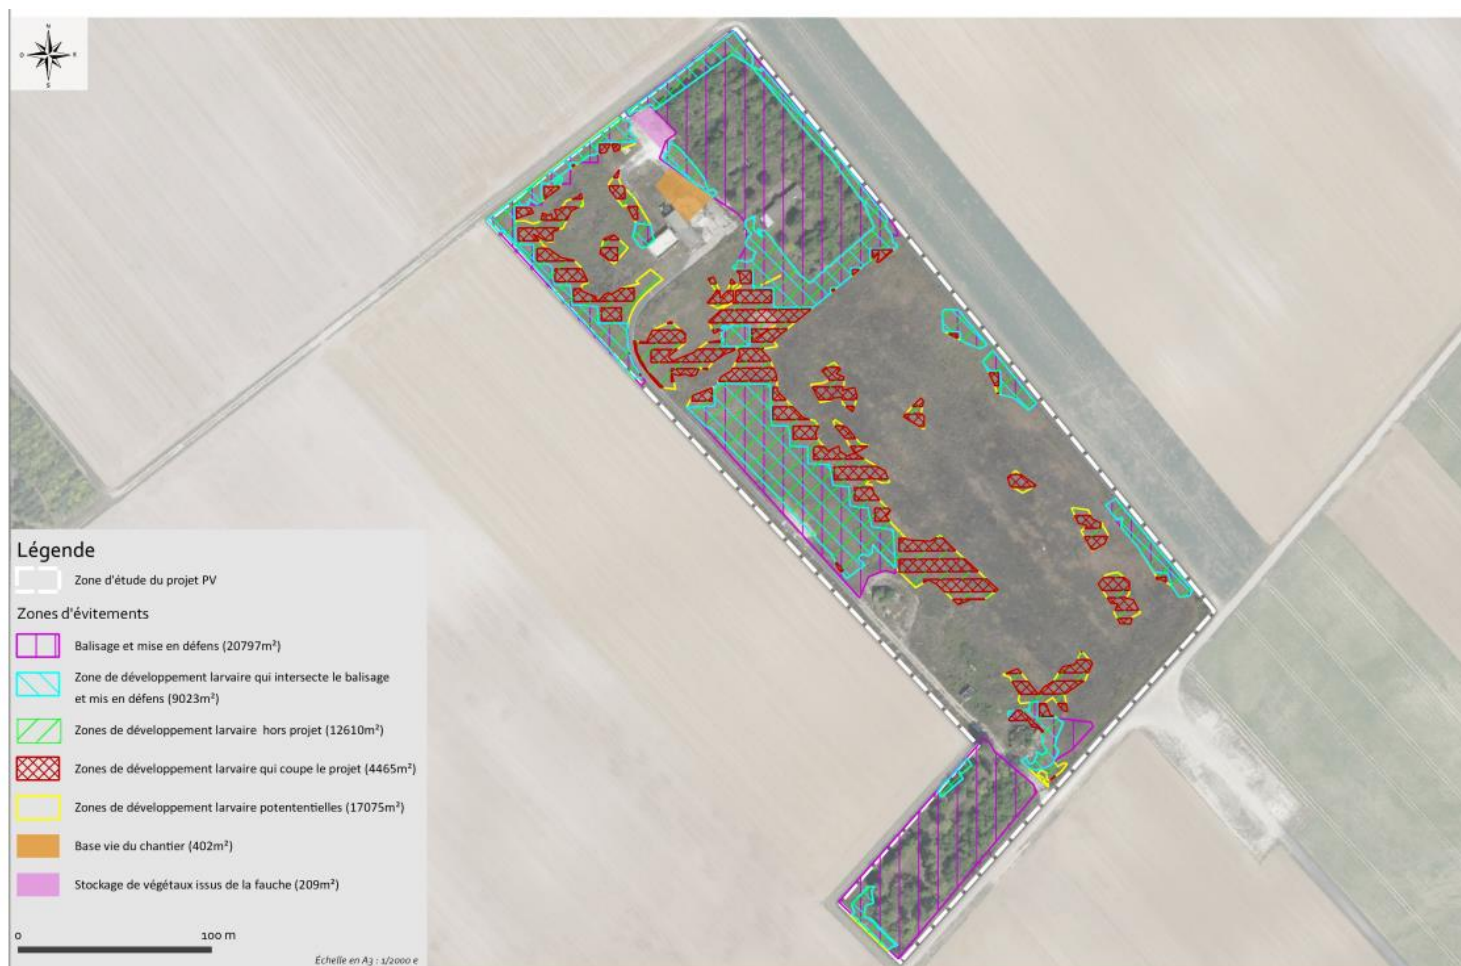 N
O
E
S
Légende
Zone d'étude du projet PV
Zones d'évitements
Balisage et mise en défens (20797m²)
Zone de développement larvaire qui intersecte le balisage
et mis en défens (9023m²)
Zones de développement larvaire hors projet (12610m²)
Zones de développement larvaire qui coupe le projet (4465m²)
Zones de développement larvaire potententielles (17075m²)
Base vie du chantier (402m²)
Stockage de végétaux issus de la fauche (209m²)
0 100 m
Échelle en A3 : 1/2000 e